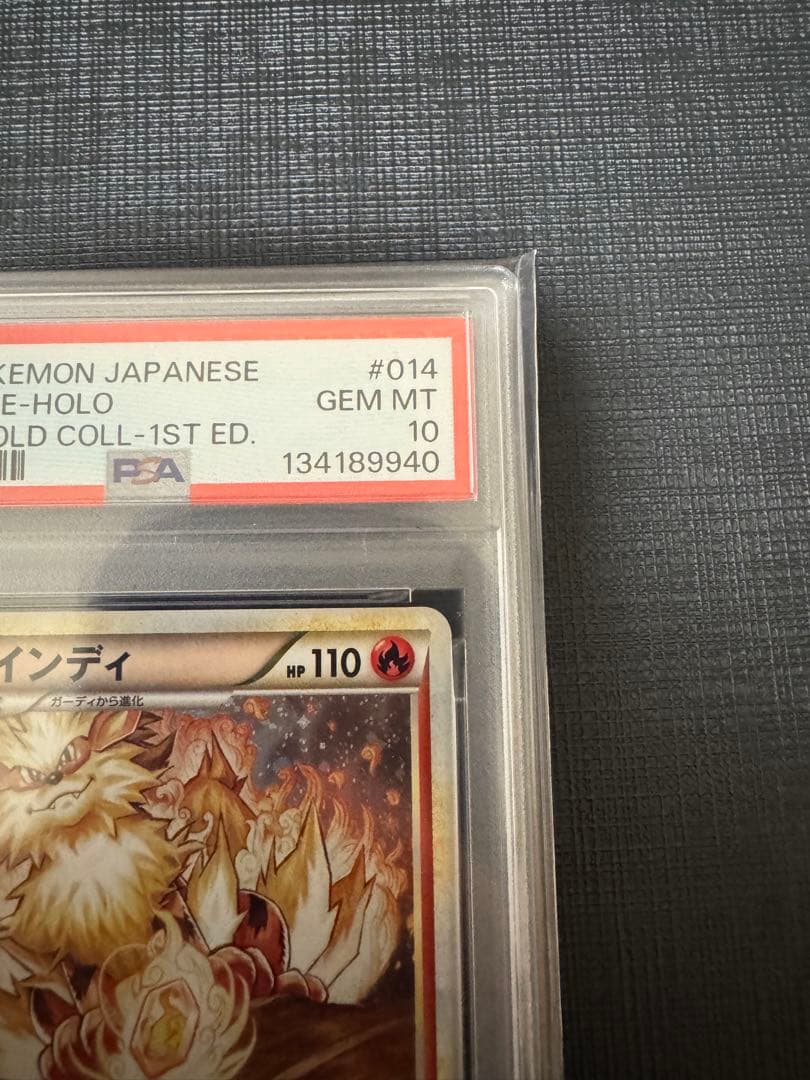 KEMON JAPANESE #014
E-HOLO GEM MT
OLD COLL-1ST ED. 10
PSA 134189940
インディ HP 110
ガーディから進化